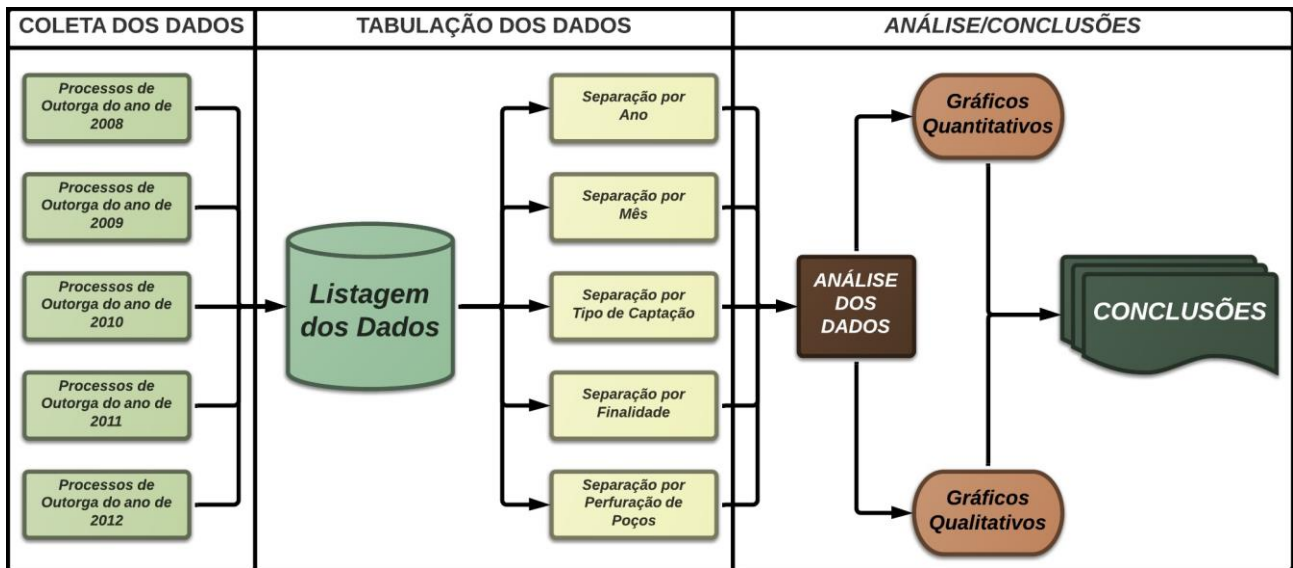 COLETA DOS DADOS
TABULAÇÃO DOS DADOS
ANÁLISE/CONCLUSÕES
Processos de
Outorga do ano de
2008
Processos de
Outorga do ano de
2009
Processos de
Outorga do ano de
2010
Processos de
Outorga do ano de
2011
Processos de
Outorga do ano de
2012
Listagem
dos Dados
Separação por
Ano
Separação por
Mês
Separação por
Tipo de Captação
Separação por
Finalidade
Separação por
Perfuração de
Poços
ANÁLISE
DOS
DADOS
Gráficos
Quantitativos
Gráficos
Qualitativos
CONCLUSÕES